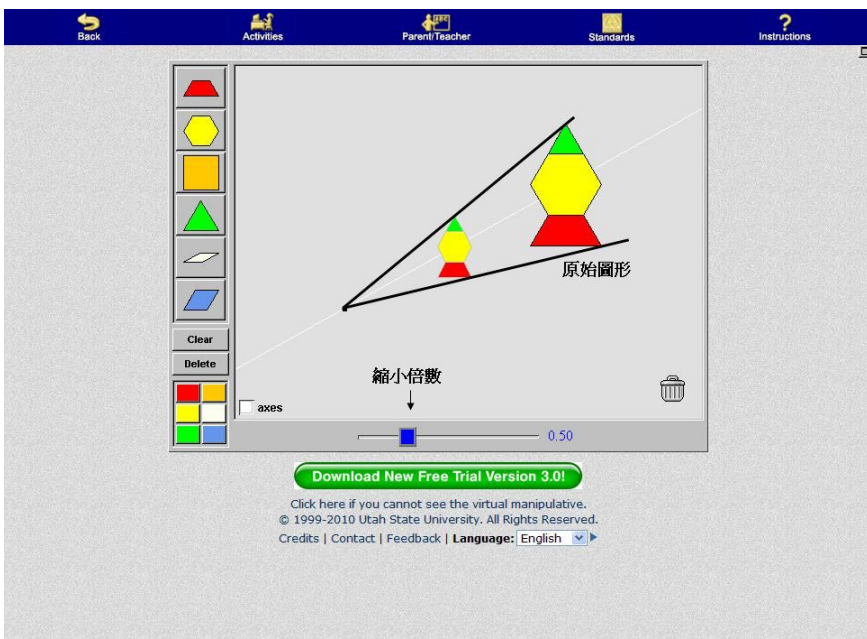 Back
Activities
Parent/Teacher
Standards
Instructions
Clear
Delete
原始圖形
縮小倍數
axes
0.50
Download New Free Trial Version 3.0!
Click here if you cannot see the virtual manipulative.
© 1999-2010 Utah State University. All Rights Reserved.
Credits | Contact | Feedback | Language: English